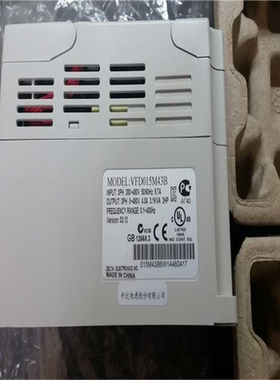 MODEL:VFD015M43B
INPUT: 3PH 380-480V 50/60Hz 5.7A
OUTPUT: 3PH 0-480V 4.0A 3.1KVA 2HP
FREQUENCY RANGE: 0.1~400Hz
Version: 03.12
GB 12668.3
015M43B6W14460417
DELTA ELECTRONICS, INC.
MADE IN CHINA